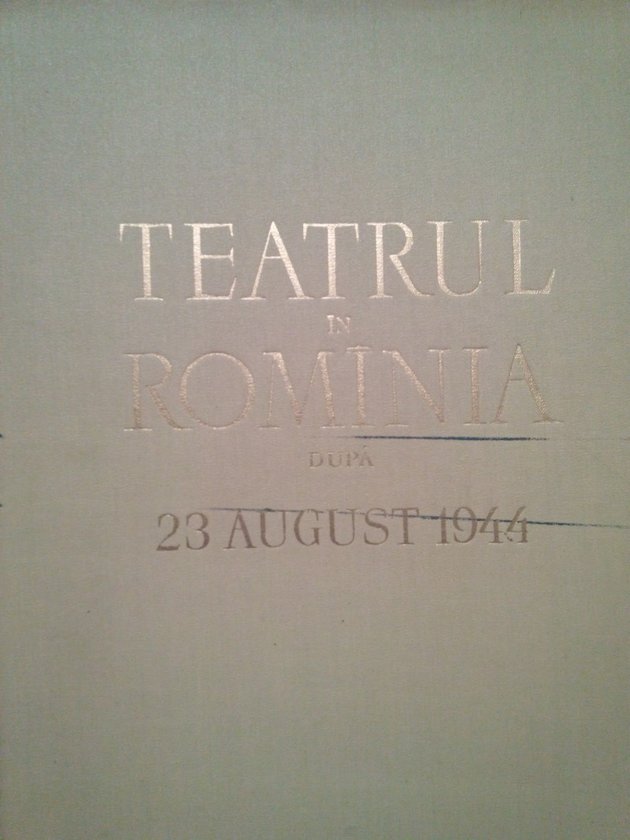 TEATRUL
ÎN
ROMÎNIA
DUPĂ
23 AUGUST 1944